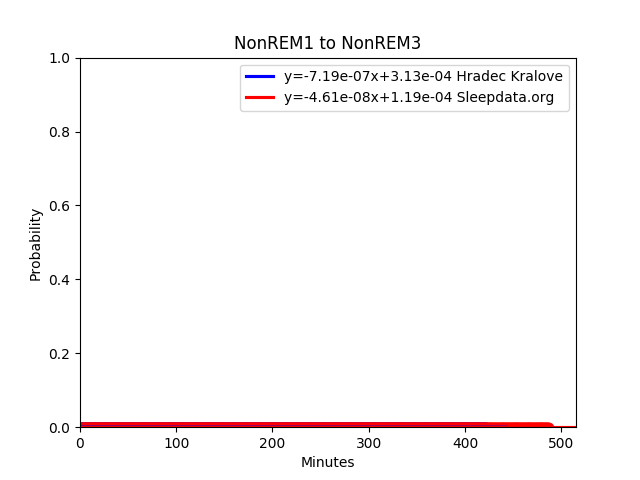 NonREM1 to NonREM3
y=-7.19e-07x+3.13e-04 Hradec Kralove
y=-4.61e-08x+1.19e-04 Sleepdata.org
1.0
0.8
0.6
0.4
0.2
0.0
Probability
0 100 200 300 400 500
Minutes